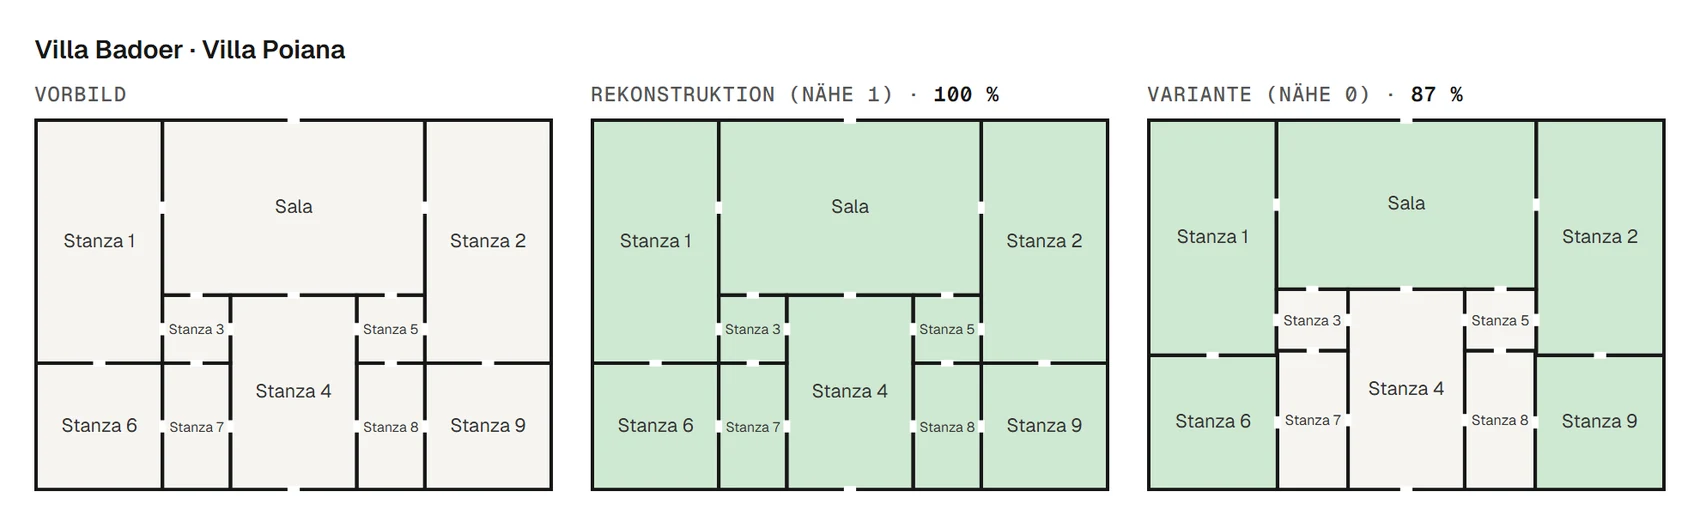 Villa Badoer · Villa Poiana
VORBILD
Stanza 1
Sala
Stanza 2
Stanza 3
Stanza 5
Stanza 4
Stanza 6
Stanza 7
Stanza 8
Stanza 9
REKONSTRUKTION (NÄHE 1) · 100 %
Stanza 1
Sala
Stanza 2
Stanza 3
Stanza 5
Stanza 4
Stanza 6
Stanza 7
Stanza 8
Stanza 9
VARIANTE (NÄHE 0) · 87 %
Stanza 1
Sala
Stanza 2
Stanza 3
Stanza 5
Stanza 4
Stanza 6
Stanza 7
Stanza 8
Stanza 9